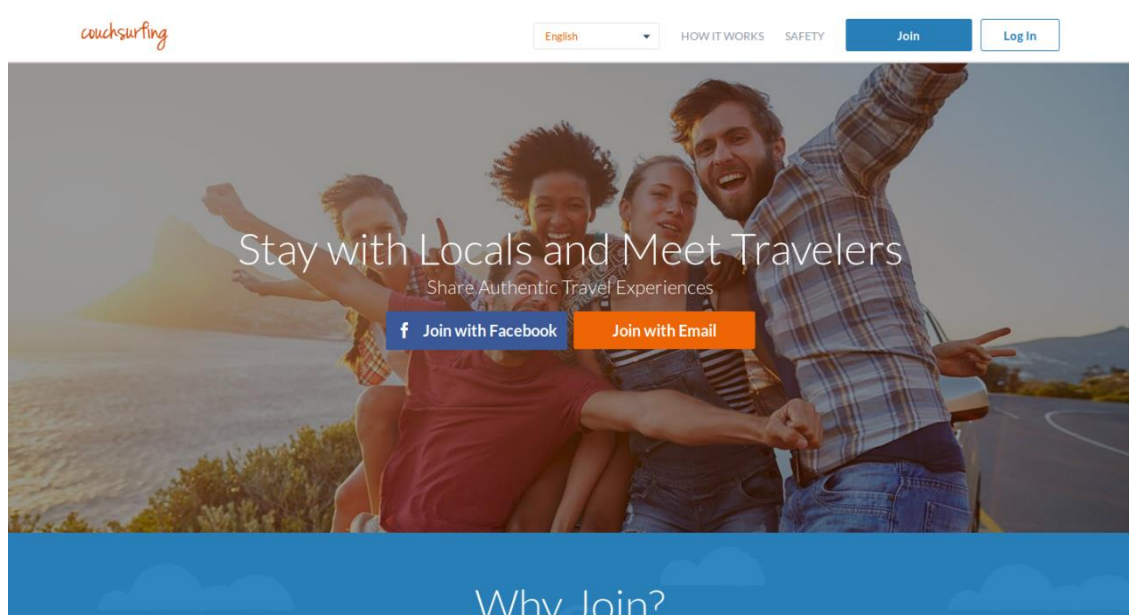 couchsurfing
English
HOW IT WORKS
SAFETY
Join
Log In
Stay with Locals and Meet Travelers
Share Authentic Travel Experiences
f Join with Facebook
Join with Email
Why Join?